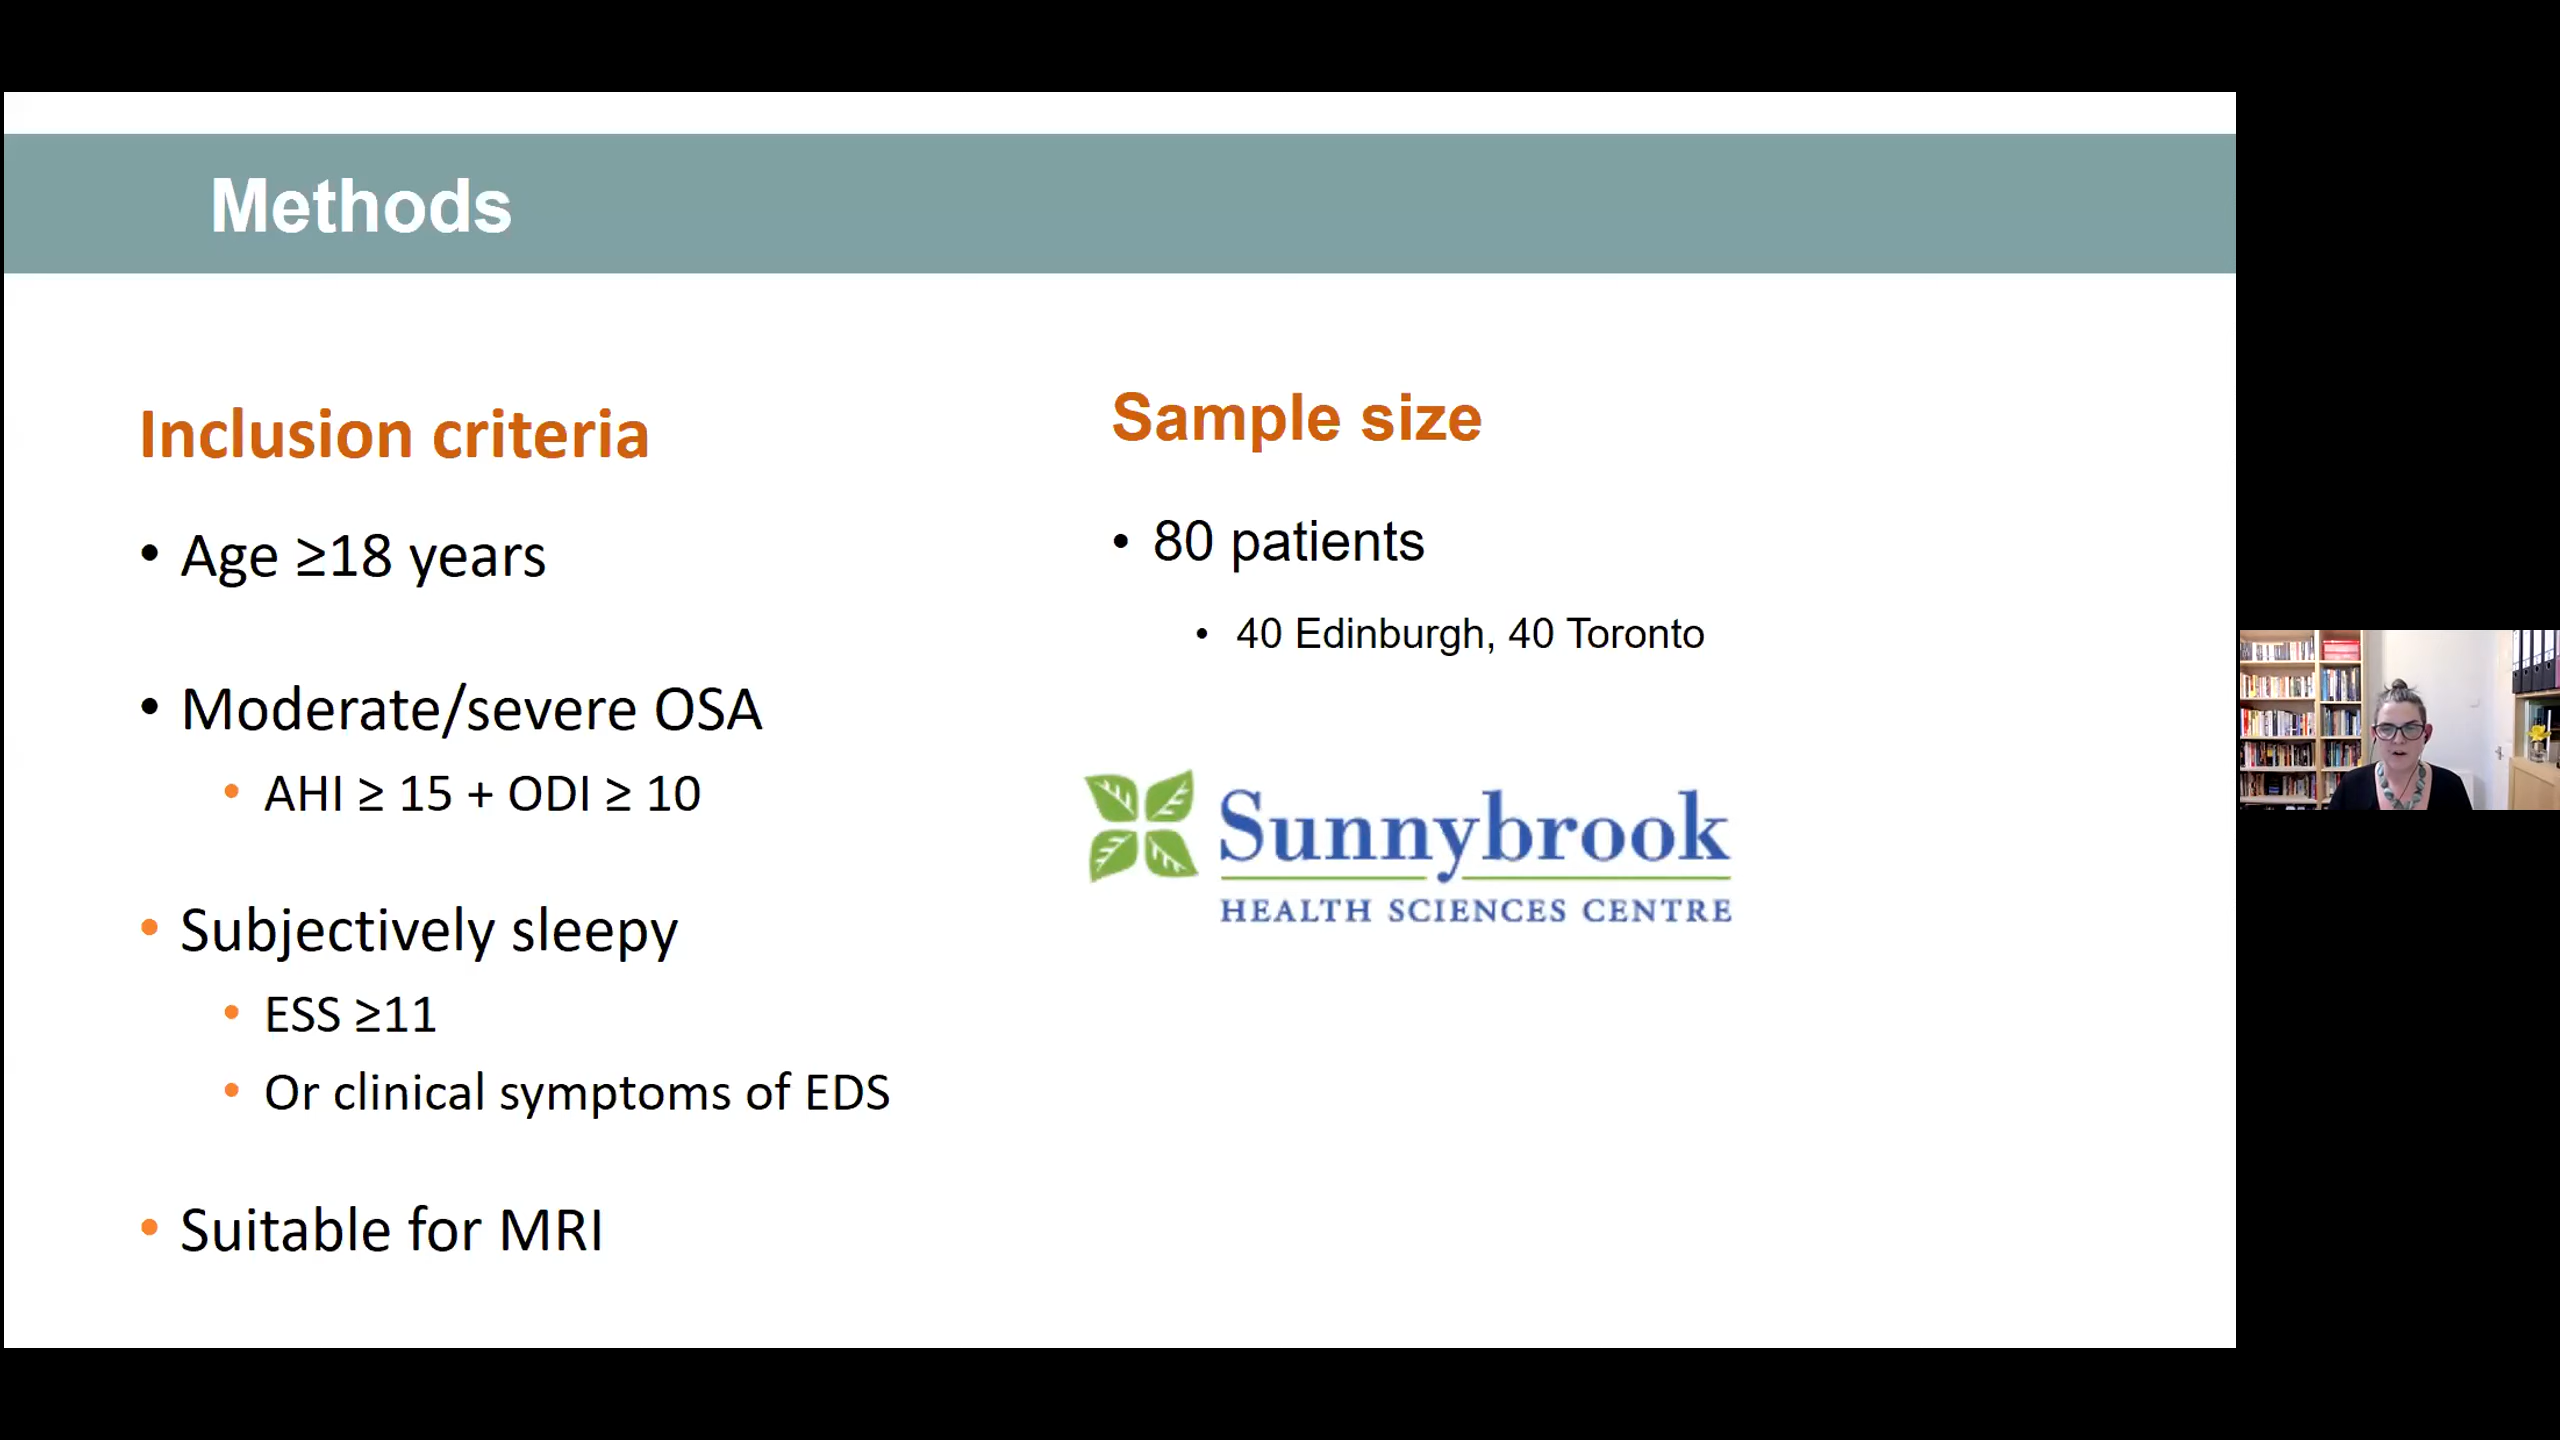 Methods
Inclusion criteria
• Age ≥18 years
• Moderate/severe OSA
• AHI ≥ 15 + ODI ≥ 10
• Subjectively sleepy
• ESS ≥11
• Or clinical symptoms of EDS
• Suitable for MRI
Sample size
• 80 patients
• 40 Edinburgh, 40 Toronto
Sunnybrook
HEALTH SCIENCES CENTRE